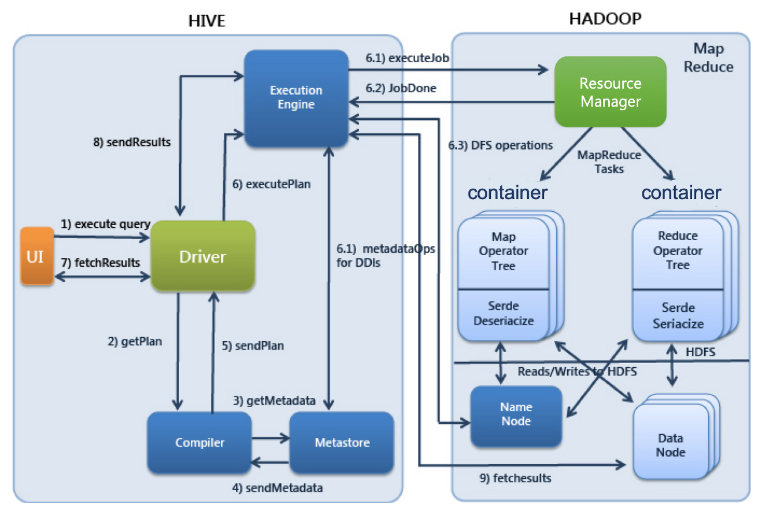 HIVE
HADOOP
Map
Reduce
6.1) executeJob
Execution
Engine
Resource
Manager
6.2) JobDone
8) sendResults
6.3) DFS operations
MapReduce
Tasks
6) executePlan
container
container
1) execute query
UI
Driver
7) fetchResults
6.1) metadataOps
for DDIs
Map
Operator
Tree
Reduce
Operator
Tree
Serde
Deseriacize
Serde
Seriacize
2) getPlan
5) sendPlan
HDFS
Reads/Writes to HDFS
3) getMetadata
Name
Node
Compiler
Metastore
Data
Node
4) sendMetadata
9) fetchesults